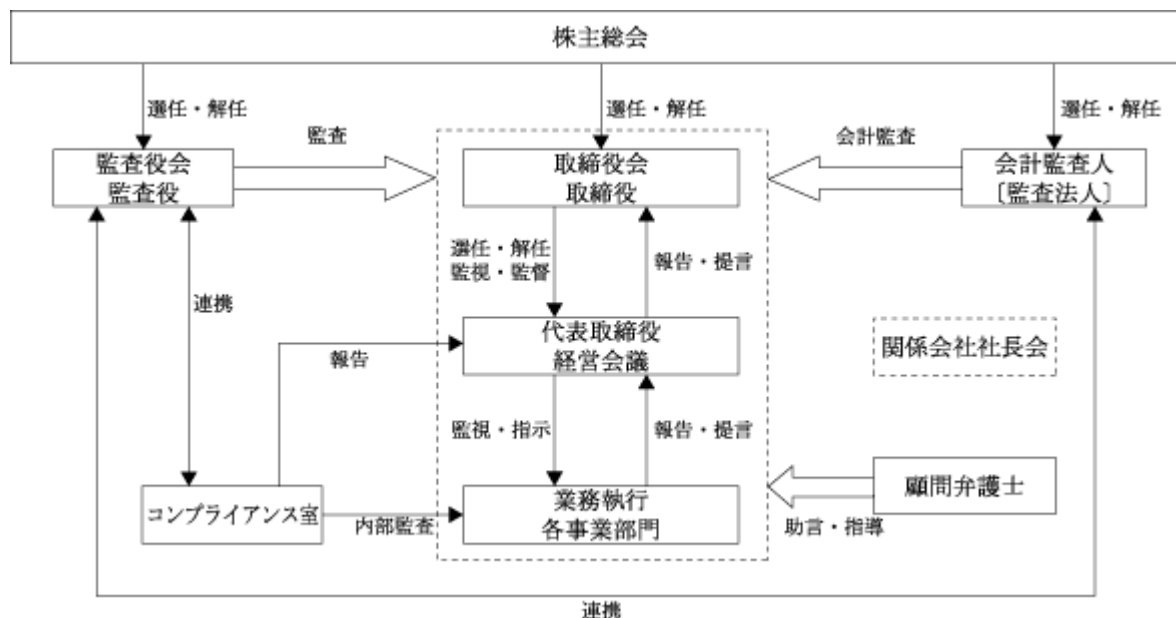 株主総会
選任・解任
選任・解任
選任・解任
監査
会計監査
監査役会
監査役
取締役会
取締役
会計監査人
〔監査法人〕
選任・解任
監視・監督
報告・提言
連携
代表取締役
経営会議
関係会社社長会
報告
監視・指示
報告・提言
コンプライアンス室
内部監査
業務執行
各事業部門
顧問弁護士
助言・指導
連携